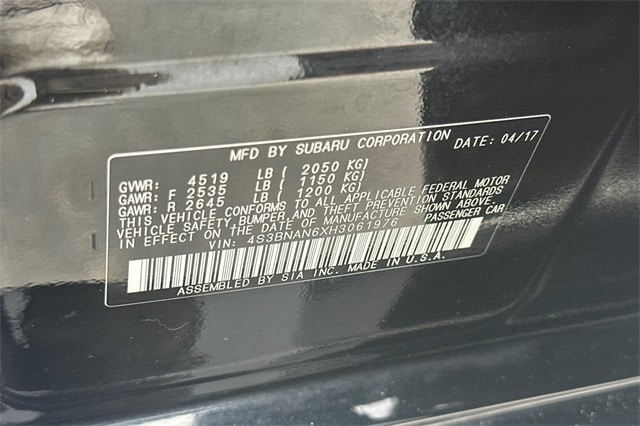 MFD BY SUBARU CORPORATION DATE: 04/17
GVWR: 4519 LB ( 2050 KG)
GAWR: F 2535 LB ( 1150 KG)
GAWR: R 2645 LB ( 1200 KG)
THIS VEHICLE CONFORMS TO ALL APPLICABLE FEDERAL MOTOR
VEHICLE SAFETY, BUMPER, AND THEFT PREVENTION STANDARDS
IN EFFECT ON THE DATE OF MANUFACTURE SHOWN ABOVE.
VIN: 4S3BNAN6XH3061976 PASSENGER CAR
ASSEMBLED BY SIA INC. MADE IN U.S.A.